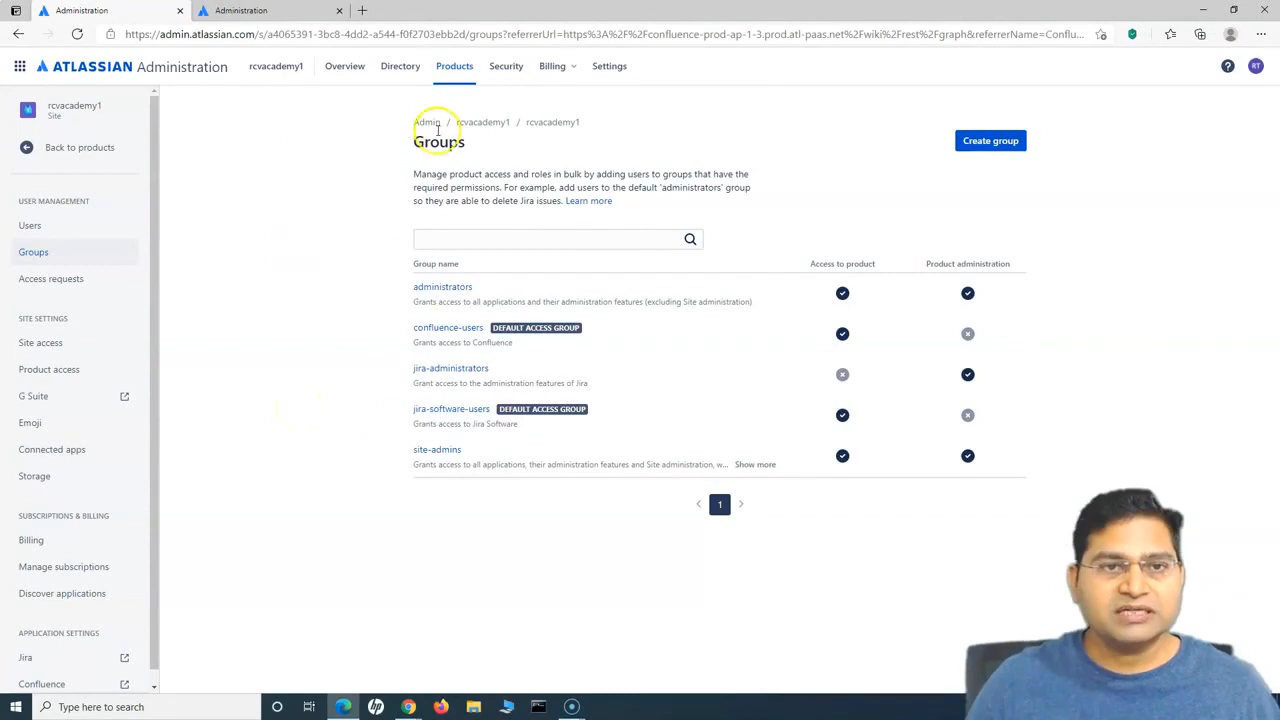 Admin
Admin
https://admin.atlassian.com/s/a4065391-3bc8-4dd2-a544-f0f2703ebb2d/groups?referrerUrl=https%3A%2F%2Fconfluence-prod-ap-1-3.prod.atl-paas.net%2Fwiki%2Frest%2Fgraph&referrerName=Conflu...
ATLASSIAN Administration
rcvacademy1
Overview
Directory
Products
Security
Billing
Settings
RT
rcvacademy1
Site
Back to products
USER MANAGEMENT
Users
Groups
Access requests
SITE SETTINGS
Site access
Product access
G Suite
Emoji
Connected apps
Storage
SUBSCRIPTIONS & BILLING
Billing
Manage subscriptions
Discover applications
APPLICATION SETTINGS
Jira
Confluence
Admin / rcvacademy1 / rcvacademy1
Groups
Create group
Manage product access and roles in bulk by adding users to groups that have the
required permissions. For example, add users to the default 'administrators' group
so they are able to delete Jira issues. Learn more
Group name Access to product Product administration
administrators
Grants access to all applications and their administration features (excluding Site administration)
confluence-users DEFAULT ACCESS GROUP
Grants access to Confluence
jira-administrators
Grant access to the administration features of Jira
jira-software-users DEFAULT ACCESS GROUP
Grants access to Jira Software
site-admins
Grants access to all applications, their administration features and Site administration, w... Show more
1
Type here to search
hp